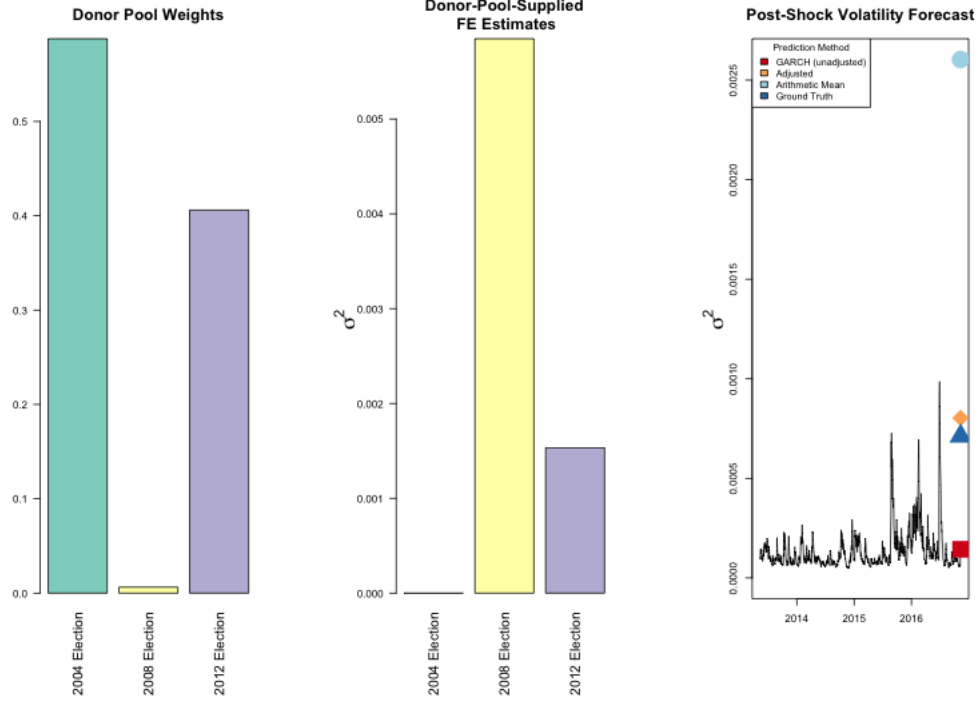 Donor Pool Weights
0.5
0.4
0.3
0.2
0.1
0.0
2004 Election
2008 Election
2012 Election
Donor-Pool-Supplied
FE Estimates
σ2
0.005
0.004
0.003
0.002
0.001
0.000
2004 Election
2008 Election
2012 Election
Post-Shock Volatility Forecast
Prediction Method
GARCH (unadjusted)
Adjusted
Arithmetic Mean
Ground Truth
σ2
0.0025
0.0020
0.0015
0.0010
0.0005
0.0000
2014
2015
2016